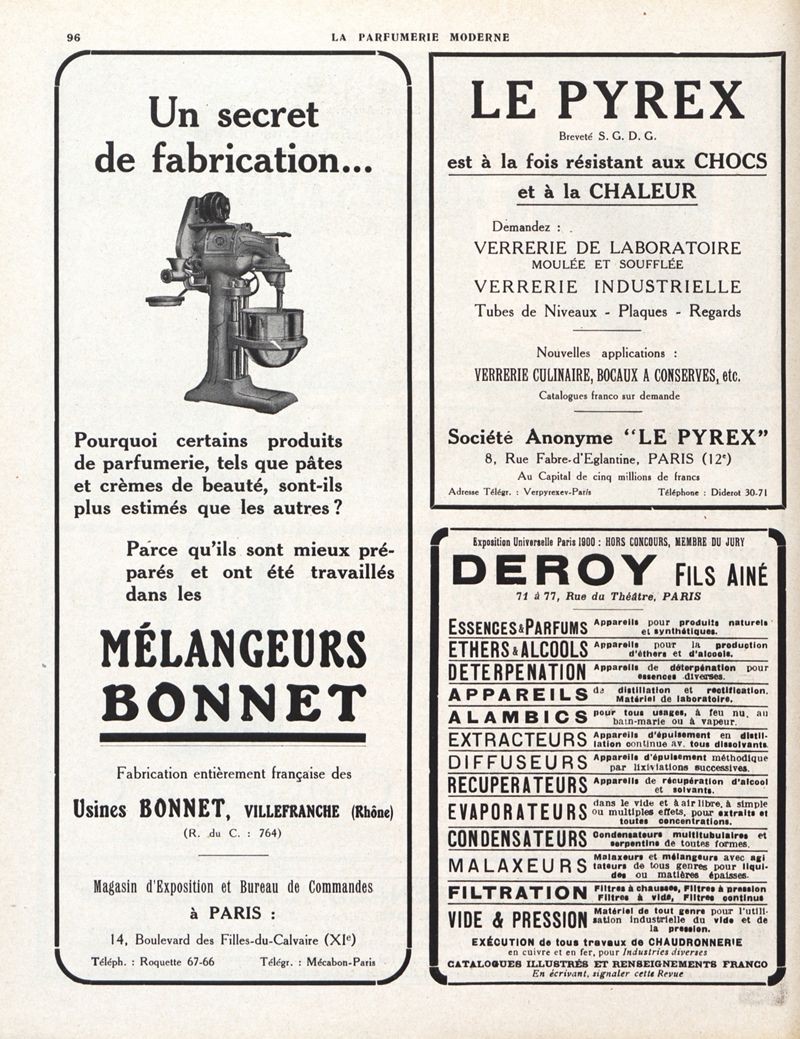 96
LA PARFUMERIE MODERNE
Un secret
de fabrication...
Pourquoi certains produits
de parfumerie, tels que pâtes
et crèmes de beauté, sont-ils
plus estimés que les autres ?
Parce qu'ils sont mieux pré-
parés et ont été travaillés
dans les
MÉLANGEURS
BONNET
Fabrication entièrement française des
Usines BONNET, VILLEFRANCHE (Rhône)
(R. du C. : 764)
Magasin d'Exposition et Bureau de Commandes
à PARIS :
14, Boulevard des Filles-du-Calvaire (XIe)
Téléph. : Roquette 67-66 Télégr. : Mécabon-Paris
LE PYREX
Breveté S. G. D. G.
est à la fois résistant aux CHOCS
et à la CHALEUR
Demandez :
VERRERIE DE LABORATOIRE
MOULÉE ET SOUFFLÉE
VERRERIE INDUSTRIELLE
Tubes de Niveaux - Plaques - Regards
Nouvelles applications :
VERRERIE CULINAIRE, BOCAUX A CONSERVES, etc.
Catalogues franco sur demande
Société Anonyme "LE PYREX"
8, Rue Fabre-d'Eglantine, PARIS (12e)
Au Capital de cinq millions de francs
Adresse Télégr. : Verpyrexev-Paris Téléphone : Diderot 30-71
Exposition Universelle Paris 1900 : HORS CONCOURS, MEMBRE DU JURY
DEROY FILS AINÉ
71 à 77, Rue du Théâtre, PARIS
ESSENCES & PARFUMS Appareils pour produits naturels
et synthétiques.
ETHERS & ALCOOLS Appareils pour la production
d'éthers et d'alcools.
DETERPENATION Appareils de déterpénation pour
essences diverses.
APPAREILS de distillation et rectification.
Matériel de laboratoire.
ALAMBICS pour tous usages, à feu nu, au
bain-marie ou à vapeur.
EXTRACTEURS Appareils d'épuisement en distil-
lation continue av. tous dissolvants.
DIFFUSEURS Appareils d'épuisement méthodique
par lixiviations successives.
RECUPERATEURS Appareils de récupération d'alcool
et solvants.
EVAPORATEURS dans le vide et à air libre, à simple
ou multiples effets, pour extraits et
toutes concentrations.
CONDENSATEURS Condensateurs multitubulaires et
serpentins de toutes formes.
MALAXEURS Malaxeurs et mélangeurs avec agi
tateurs de tous genres pour liqui-
des ou matières épaisses.
FILTRATION Filtres à chausses, Filtres à pression
Filtres à vide, Filtres continus
VIDE & PRESSION Matériel de tout genre pour l'utili-
sation industrielle du vide et de
la pression.
EXÉCUTION de tous travaux de CHAUDRONNERIE
en cuivre et en fer, pour Industries diverses
CATALOGUES ILLUSTRÉS ET RENSEIGNEMENTS FRANCO
En écrivant, signaler cette Revue